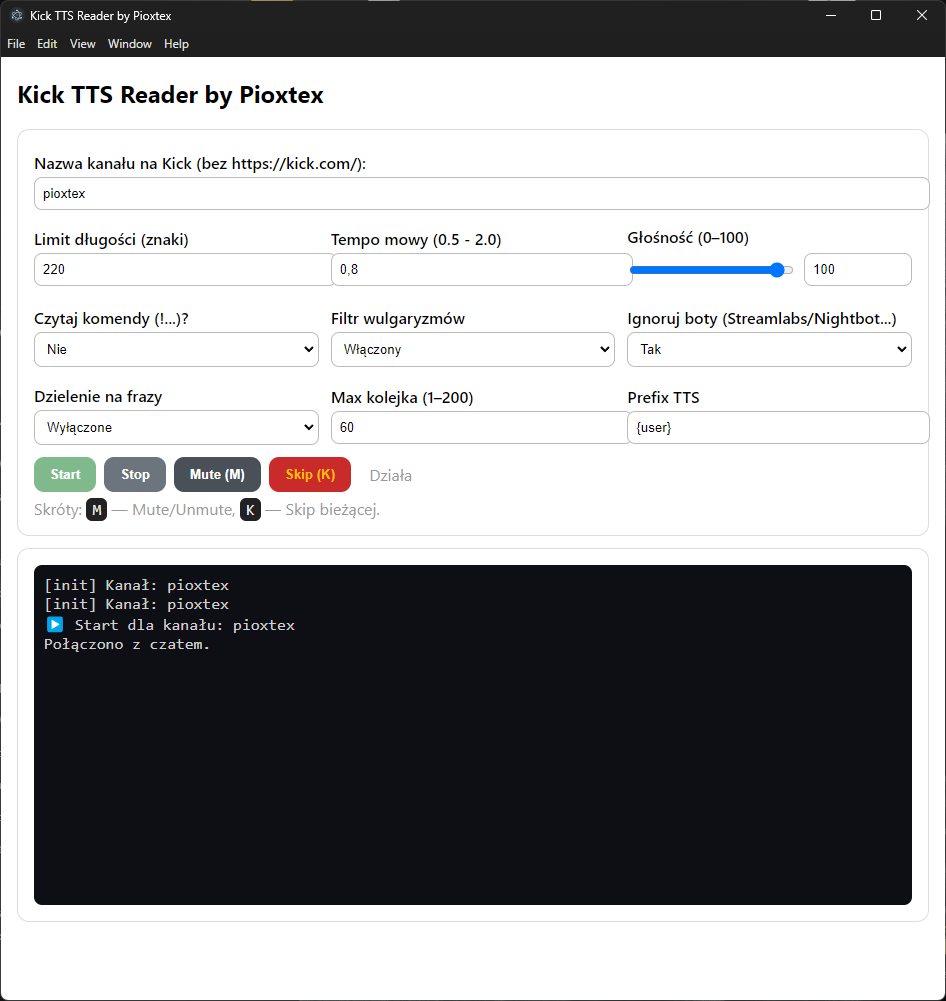 Kick TTS Reader by Pioxtex
File Edit View Window Help
Kick TTS Reader by Pioxtex
Nazwa kanału na Kick (bez https://kick.com/):
pioxtex
Limit długości (znaki) Tempo mowy (0.5 - 2.0) Głośność (0–100)
220 0,8 100
Czytaj komendy (!...)? Filtr wulgaryzmów Ignoruj boty (Streamlabs/Nightbot...)
Nie Włączony Tak
Dzielenie na frazy Max kolejka (1–200) Prefix TTS
Wyłączone 60 {user}
Start Stop Mute (M) Skip (K) Działa
Skróty: M — Mute/Unmute, K — Skip bieżącej.
[init] Kanał: pioxtex
[init] Kanał: pioxtex
▶️ Start dla kanału: pioxtex
Połączono z czatem.